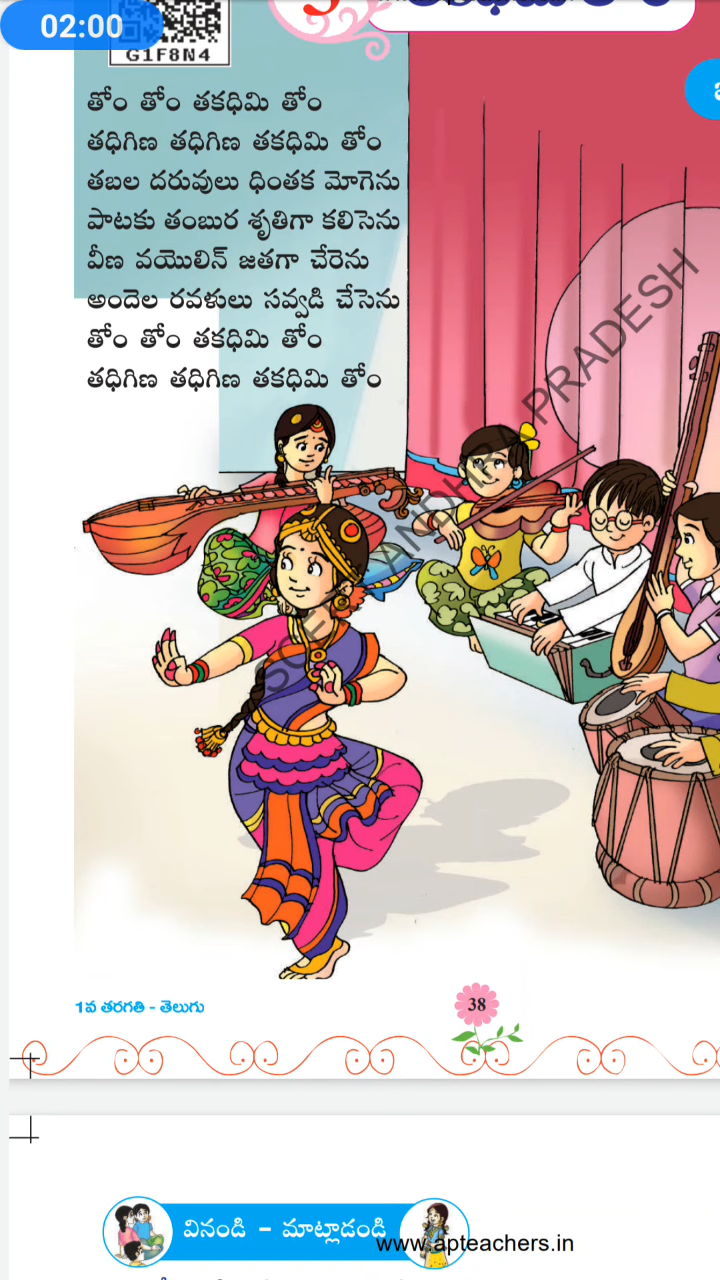 02:00
G1F8N4
తోం తోం తకధిమి తోం
తధిగిణ తధిగిణ తకధిమి తోం
తబల దరువులు ధింతక మోగెను
పాటకు తంబుర శృతిగా కలిసెను
వీణ వయొలిన్ జతగా చేరెను
అందెల రవళులు సవ్వడి చేసెను
తోం తోం తకధిమి తోం
తధిగిణ తధిగిణ తకధిమి తోం
ANDHRA PRADESH
1వ తరగతి - తెలుగు
38
వినండి - మాట్లాడండి
www.apteachers.in